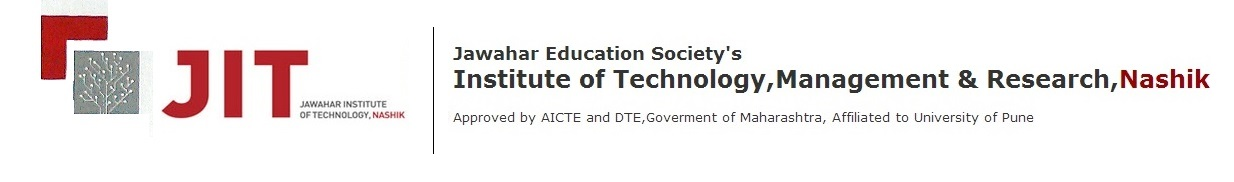 JIT
JAWAHAR INSTITUTE
OF TECHNOLOGY, NASHIK
Jawahar Education Society's
Institute of Technology,Management & Research,Nashik
Approved by AICTE and DTE,Goverment of Maharashtra, Affiliated to University of Pune